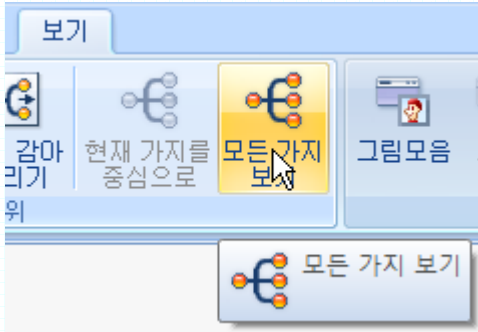 보기
감아
리기
현재 가지를
중심으로
모든 가지
보기
그림모음
위
모든 가지 보기